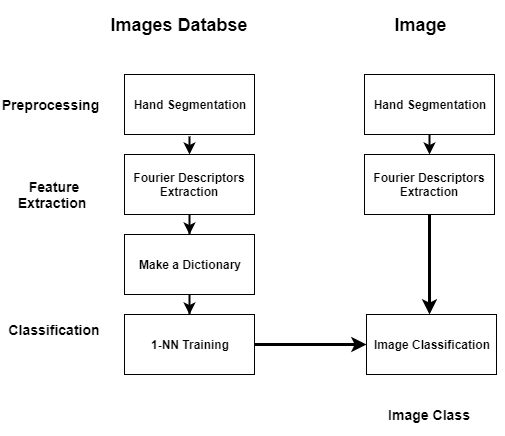 Images Databse
Image
Preprocessing
Hand Segmentation
Hand Segmentation
Feature
Extraction
Fourier Descriptors
Extraction
Fourier Descriptors
Extraction
Make a Dictionary
Classification
1-NN Training
Image Classification
Image Class